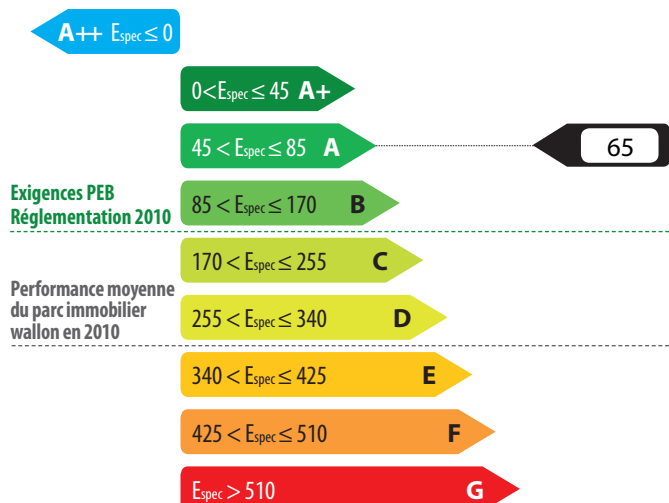 A++ Espec ≤ 0
0<Espec ≤ 45 A+
45 < Espec ≤ 85 A
65
Exigences PEB
Réglementation 2010
85 < Espec ≤ 170 B
170 < Espec ≤ 255 C
Performance moyenne
du parc immobilier
wallon en 2010
255 < Espec ≤ 340 D
340 < Espec ≤ 425 E
425 < Espec ≤ 510 F
Espec > 510 G